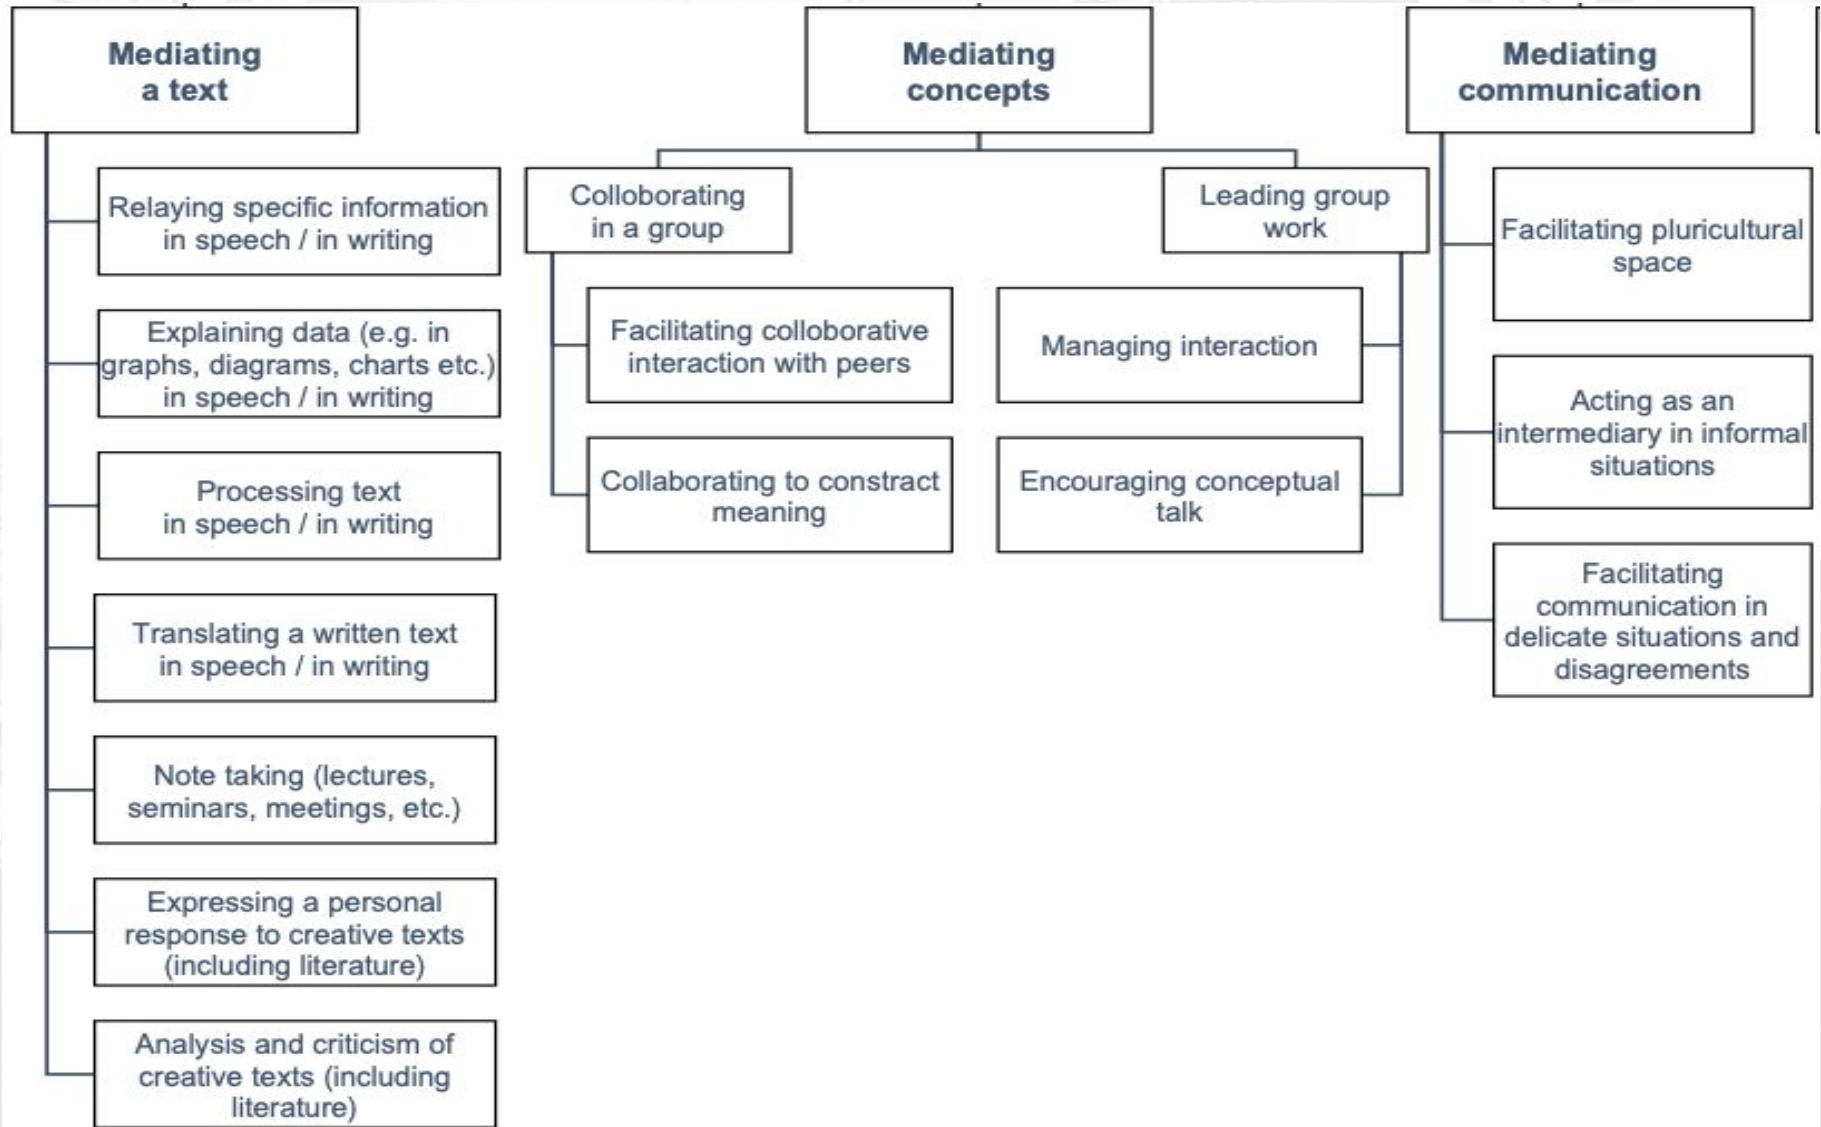 Mediating
a text
Relaying specific information
in speech / in writing
Explaining data (e.g. in
graphs, diagrams, charts etc.)
in speech / in writing
Processing text
in speech / in writing
Translating a written text
in speech / in writing
Note taking (lectures,
seminars, meetings, etc.)
Expressing a personal
response to creative texts
(including literature)
Analysis and criticism of
creative texts (including
literature)
Mediating
concepts
Colloborating
in a group
Facilitating colloborative
interaction with peers
Collaborating to constract
meaning
Leading group
work
Managing interaction
Encouraging conceptual
talk
Mediating
communication
Facilitating pluricultural
space
Acting as an
intermediary in informal
situations
Facilitating
communication in
delicate situations and
disagreements